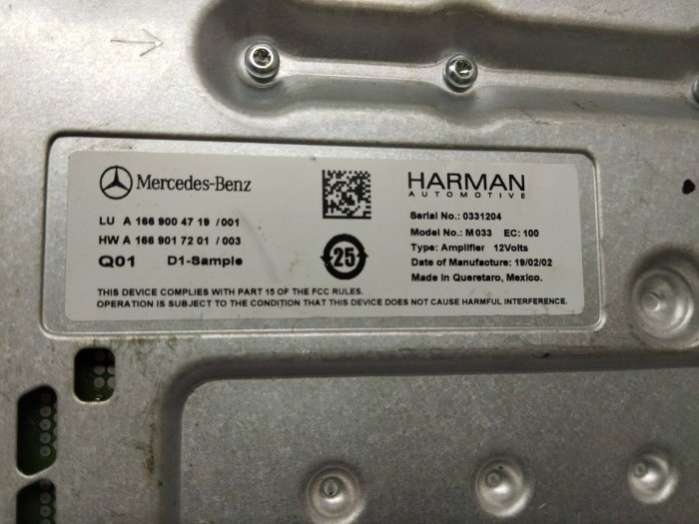 Mercedes-Benz
LU A 166 900 47 19 /001
HW A 166 901 72 01 /003
Q01 D1-Sample
25
HARMAN
AUTOMOTIVE
Serial No.: 0331204
Model No.: M 033 EC: 100
Type: Amplifier 12Volts
Date of Manufacture: 19/02/02
Made in Queretaro, Mexico.
THIS DEVICE COMPLIES WITH PART 15 OF THE FCC RULES.
OPERATION IS SUBJECT TO THE CONDITION THAT THIS DEVICE DOES NOT CAUSE HARMFUL INTERFERENCE.